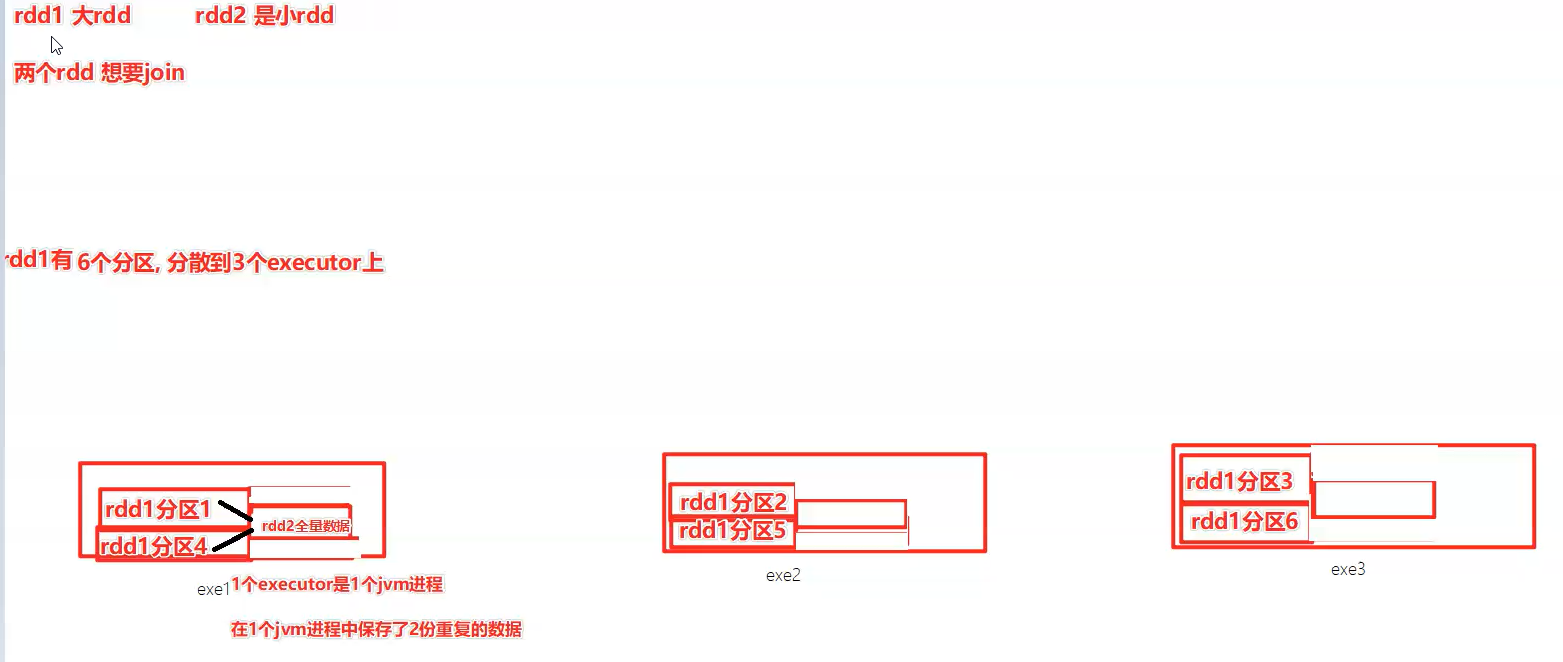 rdd1 大rdd rdd2 是小rdd
两个rdd 想要join
rdd1有 6个分区, 分散到3个executor上
rdd1分区1
rdd2全量数据
rdd1分区4
exe1
1个executor是1个jvm进程
在1个jvm进程中保存了2份重复的数据
rdd1分区2
rdd1分区5
exe2
rdd1分区3
rdd1分区6
exe3